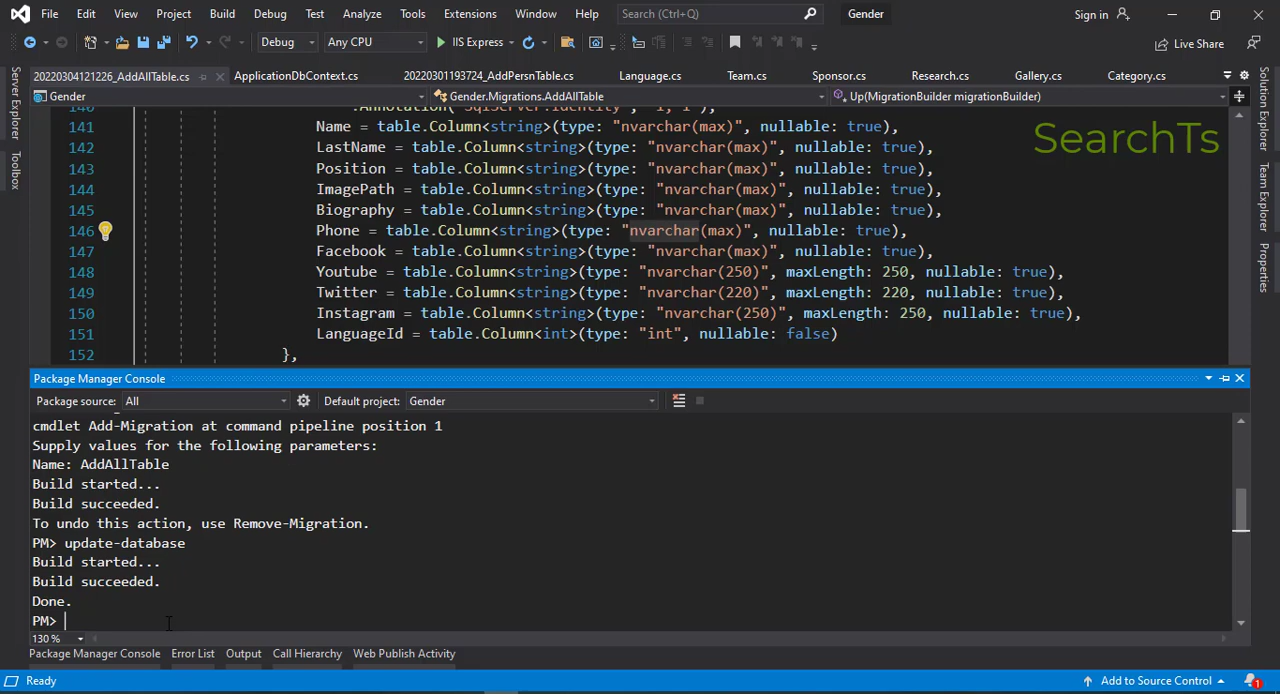 File Edit View Project Build Debug Test Analyze Tools Extensions Window Help Search (Ctrl+Q) Gender Sign in
Debug Any CPU IIS Express Live Share
20220304121226_AddAllTable.cs ApplicationDbContext.cs 20220301193724_AddPersnTable.cs Language.cs Team.cs Sponsor.cs Research.cs Gallery.cs Category.cs
Gender Gender.Migrations.AddAllTable Up(MigrationBuilder migrationBuilder)
Server Explorer
Toolbox
Solution Explorer
Team Explorer
Properties
SearchTs
140 .Annotation("SqlServer:Identity", "1, 1"),
141 Name = table.Column<string>(type: "nvarchar(max)", nullable: true),
142 LastName = table.Column<string>(type: "nvarchar(max)", nullable: true),
143 Position = table.Column<string>(type: "nvarchar(max)", nullable: true),
144 ImagePath = table.Column<string>(type: "nvarchar(max)", nullable: true),
145 Biography = table.Column<string>(type: "nvarchar(max)", nullable: true),
146 Phone = table.Column<string>(type: "nvarchar(max)", nullable: true),
147 Facebook = table.Column<string>(type: "nvarchar(max)", nullable: true),
148 Youtube = table.Column<string>(type: "nvarchar(250)", maxLength: 250, nullable: true),
149 Twitter = table.Column<string>(type: "nvarchar(220)", maxLength: 220, nullable: true),
150 Instagram = table.Column<string>(type: "nvarchar(250)", maxLength: 250, nullable: true),
151 LanguageId = table.Column<int>(type: "int", nullable: false)
152 },
Package Manager Console
Package source: All Default project: Gender
cmdlet Add-Migration at command pipeline position 1
Supply values for the following parameters:
Name: AddAllTable
Build started...
Build succeeded.
To undo this action, use Remove-Migration.
PM> update-database
Build started...
Build succeeded.
Done.
PM>
130 %
Package Manager Console Error List Output Call Hierarchy Web Publish Activity
Ready Add to Source Control 1